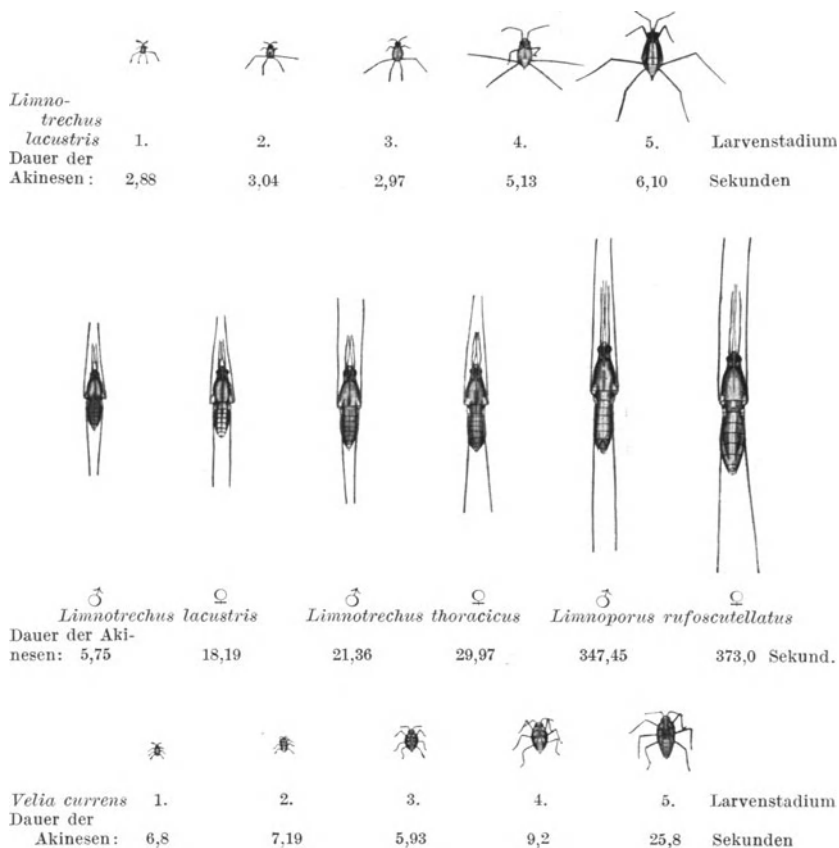 Limno-
trechus
lacustris 1. 2. 3. 4. 5. Larvenstadium
Dauer der
Akinesen: 2,88 3,04 2,97 5,13 6,10 Sekunden
♂ ♀ ♂ ♀ ♂ ♀
Limnotrechus lacustris Limnotrechus thoracicus Limnoporus rufoscutellatus
Dauer der Aki-
nesen: 5,75 18,19 21,36 29,97 347,45 373,0 Sekund.
Velia currens 1. 2. 3. 4. 5. Larvenstadium
Dauer der
Akinesen: 6,8 7,19 5,93 9,2 25,8 Sekunden